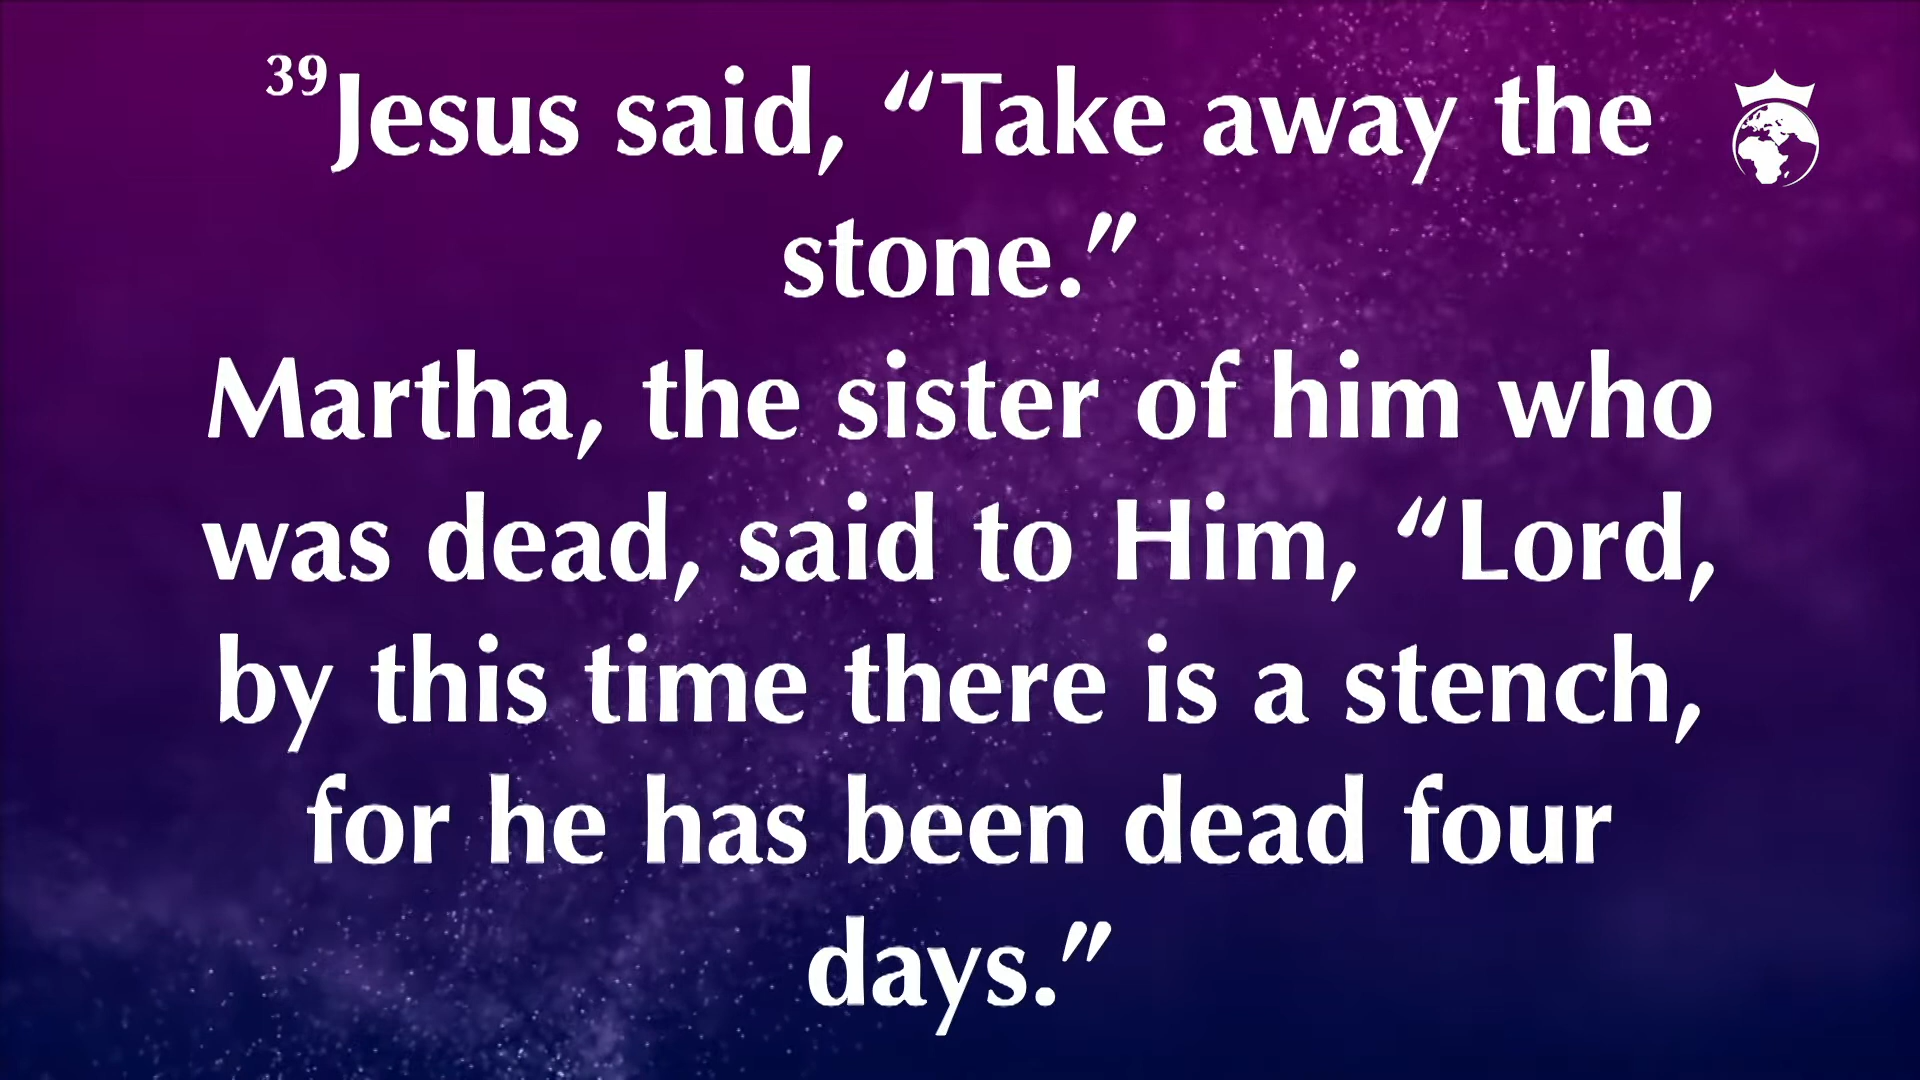 ³⁹Jesus said, “Take away the
stone.”
Martha, the sister of him who
was dead, said to Him, “Lord,
by this time there is a stench,
for he has been dead four
days.”